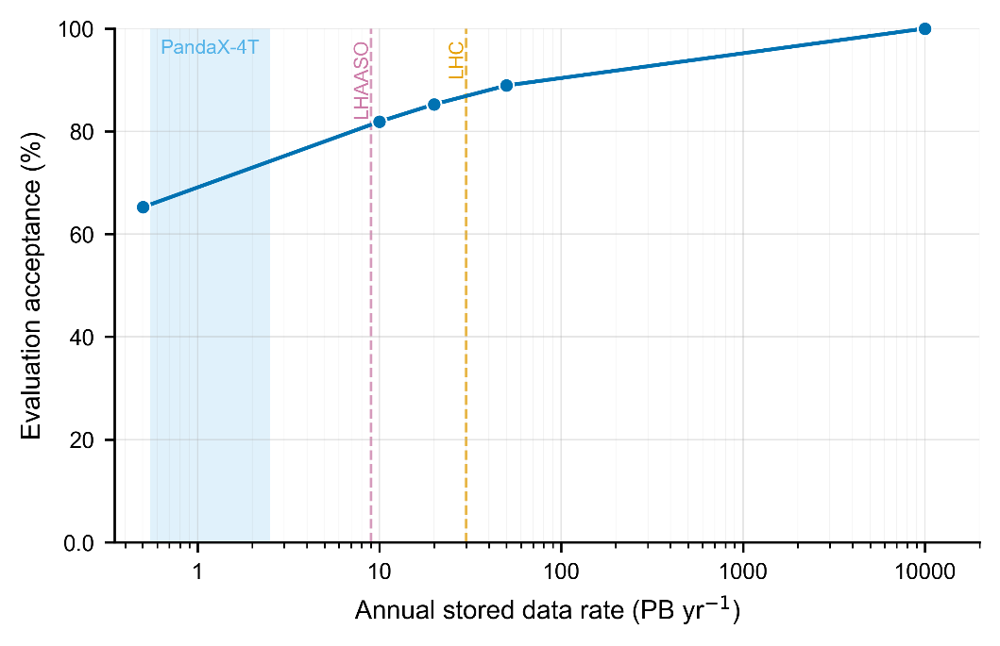 100
80
60
40
20
0.0
Evaluation acceptance (%)
PandaX-4T
LHAASO
LHC
1
10
100
1000
10000
Annual stored data rate (PB yr⁻¹)